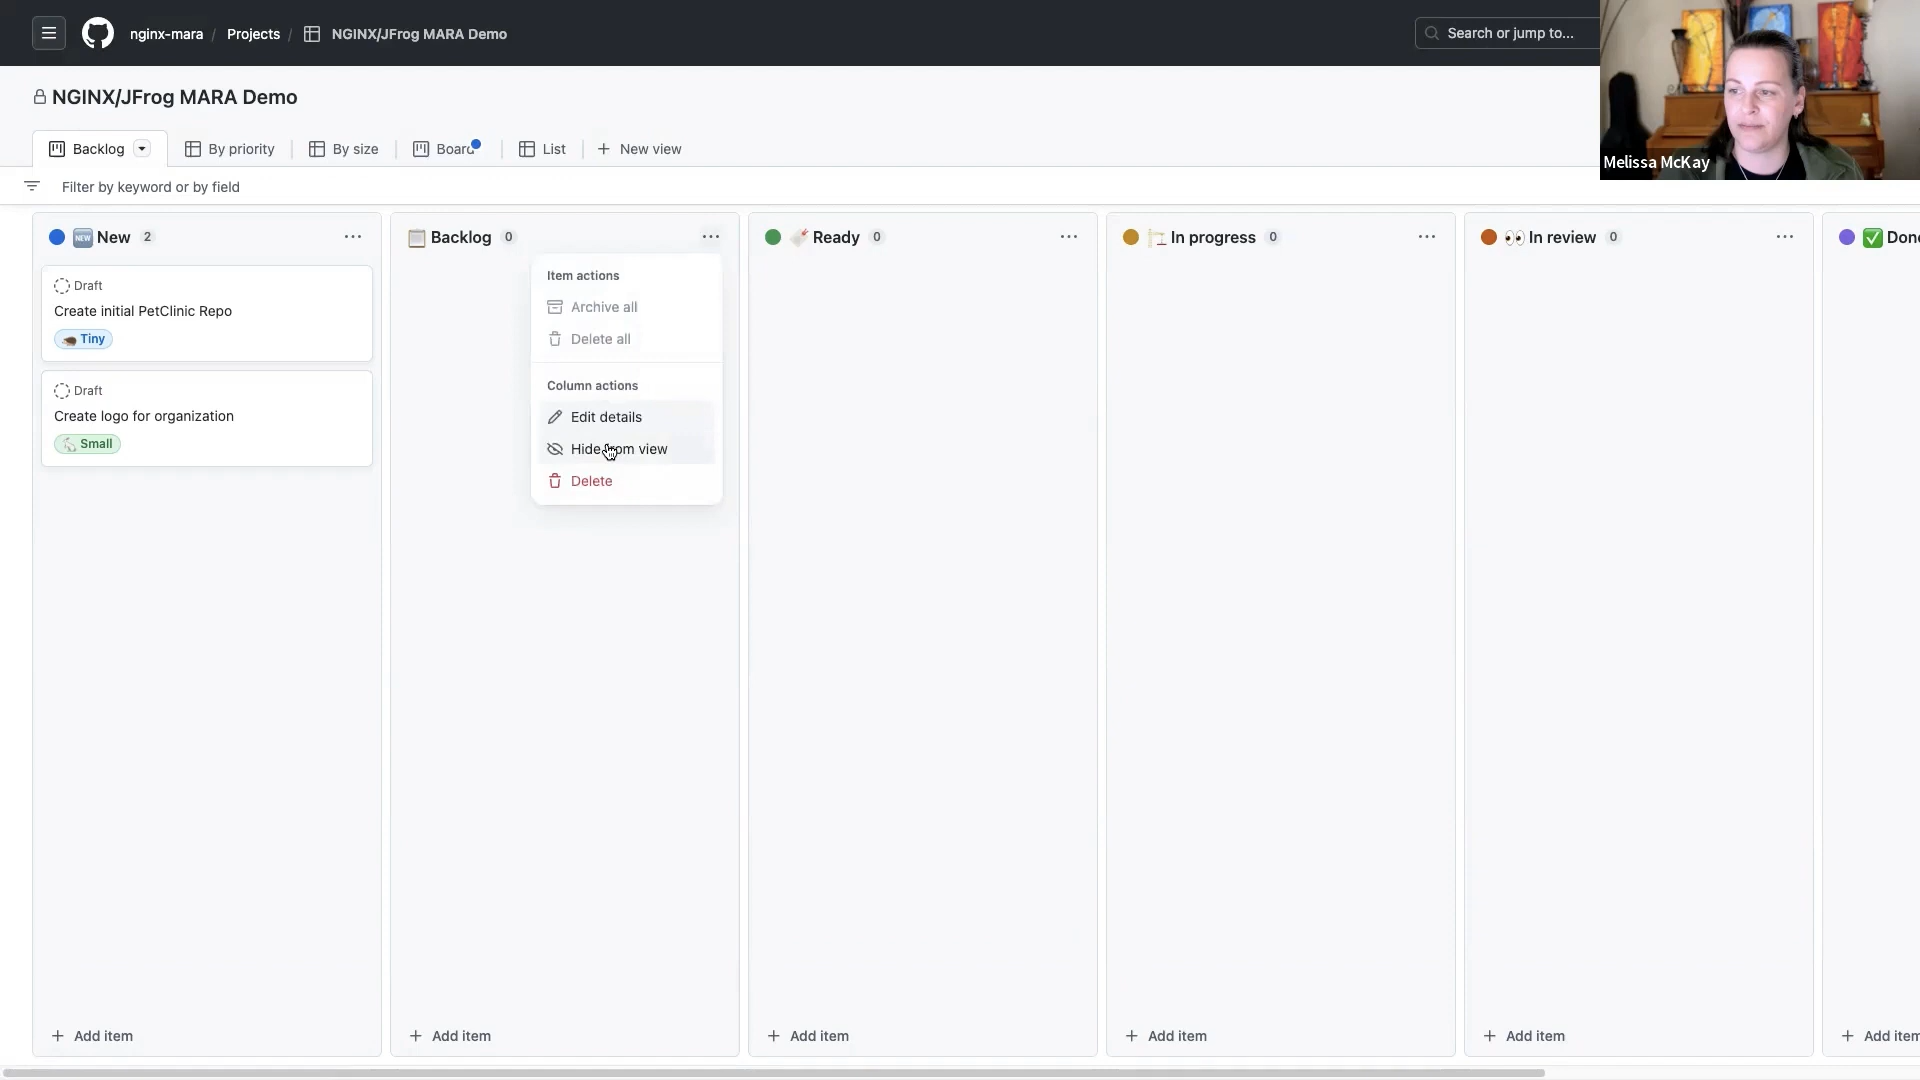 nginx-mara / Projects / NGINX/JFrog MARA Demo
Search or jump to...
NGINX/JFrog MARA Demo
Backlog
By priority
By size
Board
List
New view
Melissa McKay
Filter by keyword or by field
NEW New 2
Draft
Create initial PetClinic Repo
Tiny
Draft
Create logo for organization
Small
Add item
Backlog 0
Item actions
Archive all
Delete all
Column actions
Edit details
Hide from view
Delete
Add item
Ready 0
Add item
In progress 0
Add item
In review 0
Add item
Done
Add item